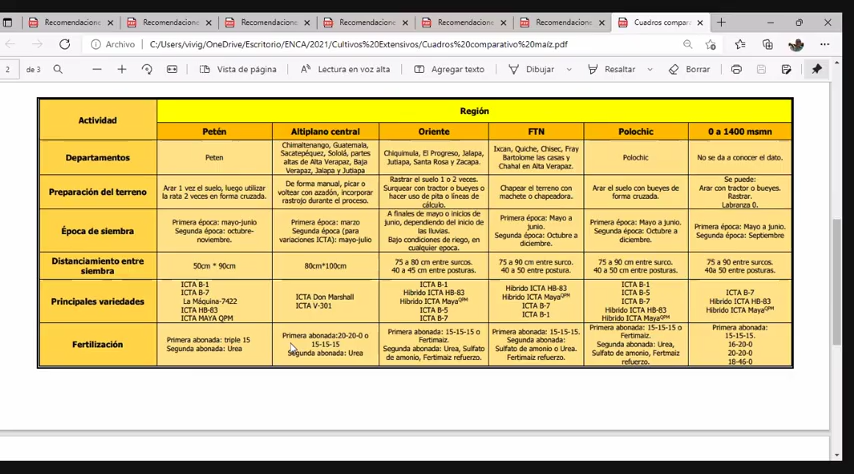 Recomendacione
Recomendacione
Recomendacione
Recomendacione
Recomendacione
Recomendacione
Cuadros compar
Archivo
C:/Users/vivig/OneDrive/Escritorio/ENCA/2021/Cultivos%20Extensivos/Cuadros%20comparativo%20maíz.pdf
2 de 3
Vista de página
Lectura en voz alta
Agregar texto
Dibujar
Resaltar
Borrar
Actividad
Región
Petén
Altiplano central
Oriente
FTN
Polochic
0 a 1400 msmn
Departamentos
Peten
Chimaltenango, Guatemala,
Sacatepéquez, Sololá, partes
altas de Alta Verapaz, Baja
Verapaz, Jalapa y Jutiapa
Chiquimula, El Progreso, Jalapa,
Jutiapa, Santa Rosa y Zacapa.
Ixcan, Quiche, Chisec, Fray
Bartolome las casas y
Chahal en Alta Verapaz.
Polochic
No se da a conocer el dato.
Preparación del terreno
Arar 1 vez el suelo, luego utilizar
la rata 2 veces en forma cruzada.
De forma manual, picar o
voltear con azadón, incorporar
rastrojo durante el proceso.
Rastrar el suelo 1 o 2 veces.
Surquear con tractor o bueyes o
hacer uso de pita o líneas de
cálculo.
Chapear el terreno con
machete o chapeadora.
Arar el suelo con bueyes de
forma cruzada.
Se puede:
Arar con tractor o bueyes.
Rastrar.
Labranza 0.
Época de siembra
Primera época: mayo-junio
Segunda época: octubre-
noviembre.
Primera época: marzo
Segunda época (para
variaciones ICTA): mayo-julio
A finales de mayo o inicios de
junio, dependiendo del inicio de
las lluvias.
Bajo condiciones de riego, en
cualquier época.
Primera época: Mayo a
junio.
Segunda época: Octubre a
diciembre.
Primera época: Mayo a junio.
Segunda época: Octubre a
diciembre.
Primera época: Mayo a junio.
Segunda época: Septiembre
Distanciamiento entre
siembra
50cm * 90cm
80cm*100cm
75 a 80 cm entre surcos.
40 a 45 cm entre posturas.
75 a 90 cm entre surcos.
40 a 50 entre postura.
75 a 90 cm entre surco.
40 a 50 cm entre posturas.
75 a 90 entre surcos.
40a 50 entre posturas.
Principales variedades
ICTA B-1
ICTA B-7
La Máquina-7422
ICTA HB-83
ICTA MAYA QPM
ICTA Don Marshall
ICTA V-301
ICTA B-1
Hibrido ICTA HB-83
Hibrido ICTA MayaQPM
ICTA B-5
ICTA B-7
Hibrido ICTA HB-83
Hibrido ICTA MayaQPM
ICTA B-7
ICTA B-1
ICTA B-1
ICTA B-5
ICTA B-7
Hibrido ICTA HB-83
Hibrido ICTA MayaQPM
ICTA B-7
Hibrido ICTA HB-83
Hibrido ICTA MayaQPM
Fertilización
Primera abonada: triple 15
Segunda abonada: Urea
Primera abonada:20-20-0 o
15-15-15
Segunda abonada: Urea
Primera abonada: 15-15-15 o
Fertimaiz.
Segunda abonada: Urea, Sulfato
de amonio, Fertimaiz refuerzo.
Primera abonada: 15-15-15.
Segunda abonada:
Sulfato de amonio o Urea.
Fertimaiz refuerzo.
Primera abonada: 15-15-15 o
Fertimaiz.
Segunda abonada: Urea,
Sulfato de amonio, Fertmaiz
refuerzo.
Primera abonada:
15-15-15.
16-20-0
20-20-0
18-46-0